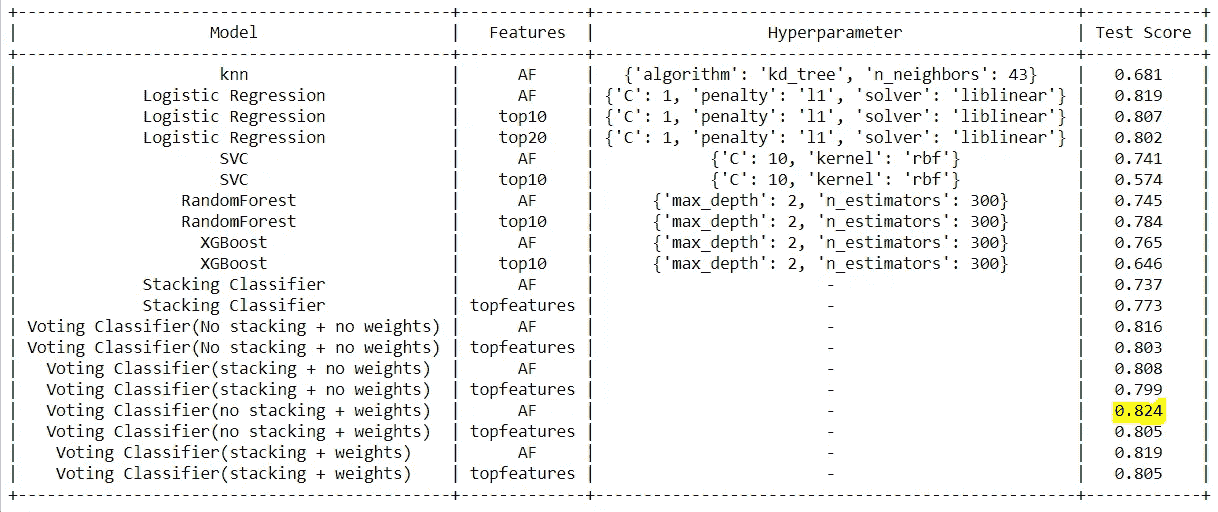 +-----------------------------------------+------------+--------------------------------------------+------------+
| Model | Features | Hyperparameter | Test Score |
+-----------------------------------------+------------+--------------------------------------------+------------+
| knn | AF | {'algorithm': 'kd_tree', 'n_neighbors': 43} | 0.681 |
| Logistic Regression | AF | {'C': 1, 'penalty': 'l1', 'solver': 'liblinear'} | 0.819 |
| Logistic Regression | top10 | {'C': 1, 'penalty': 'l1', 'solver': 'liblinear'} | 0.807 |
| Logistic Regression | top20 | {'C': 1, 'penalty': 'l1', 'solver': 'liblinear'} | 0.802 |
| SVC | AF | {'C': 10, 'kernel': 'rbf'} | 0.741 |
| SVC | top10 | {'C': 10, 'kernel': 'rbf'} | 0.574 |
| RandomForest | AF | {'max_depth': 2, 'n_estimators': 300} | 0.745 |
| RandomForest | top10 | {'max_depth': 2, 'n_estimators': 300} | 0.784 |
| XGBoost | AF | {'max_depth': 2, 'n_estimators': 300} | 0.765 |
| XGBoost | top10 | {'max_depth': 2, 'n_estimators': 300} | 0.646 |
| Stacking Classifier | AF | - | 0.737 |
| Stacking Classifier | topfeatures | - | 0.773 |
| Voting Classifier(No stacking + no weights) | AF | - | 0.816 |
| Voting Classifier(No stacking + no weights) | topfeatures | - | 0.803 |
| Voting Classifier(stacking + no weights) | AF | - | 0.808 |
| Voting Classifier(stacking + no weights) | topfeatures | - | 0.799 |
| Voting Classifier(no stacking + weights) | AF | - | 0.824 |
| Voting Classifier(no stacking + weights) | topfeatures | - | 0.805 |
| Voting Classifier(stacking + weights) | AF | - | 0.819 |
| Voting Classifier(stacking + weights) | topfeatures | - | 0.805 |
+-----------------------------------------+------------+--------------------------------------------+------------+